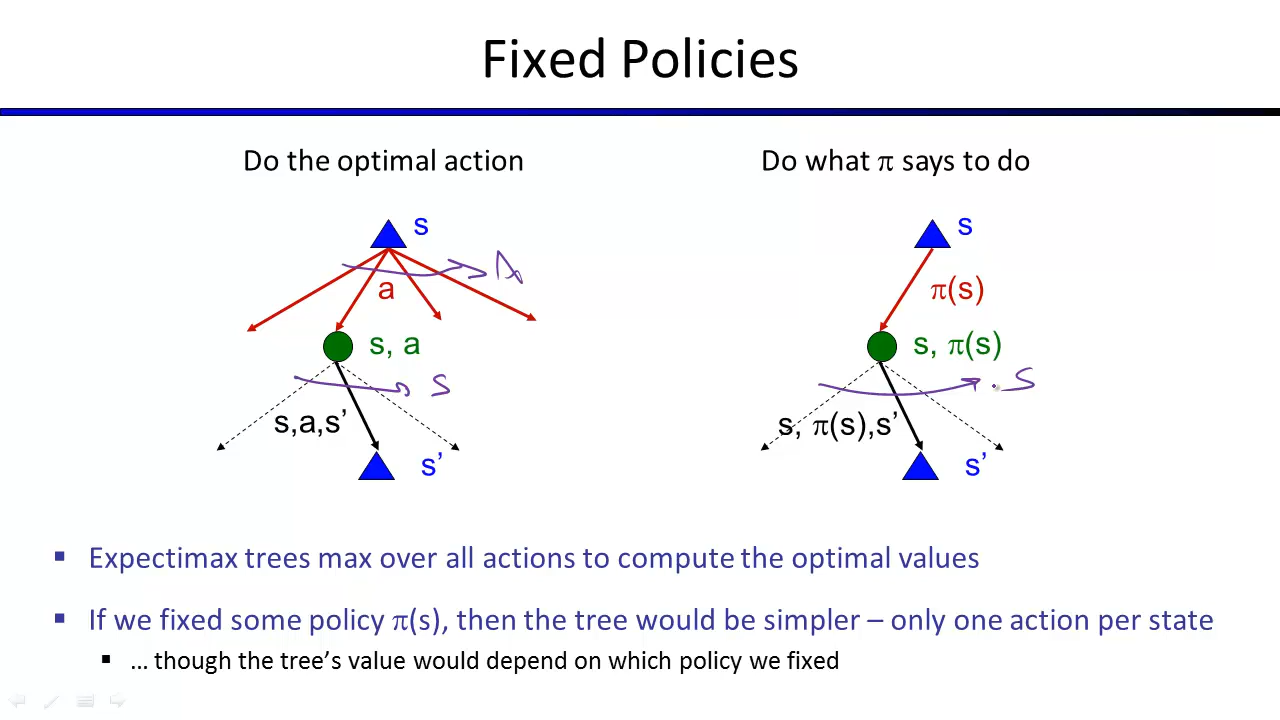 Fixed Policies
Do the optimal action
Do what π says to do
s
a
A
s, a
S
s,a,s’
s’
s
π(s)
s, π(s)
S
s, π(s),s’
s’
▪ Expectimax trees max over all actions to compute the optimal values
▪ If we fixed some policy π(s), then the tree would be simpler – only one action per state
▪ … though the tree’s value would depend on which policy we fixed